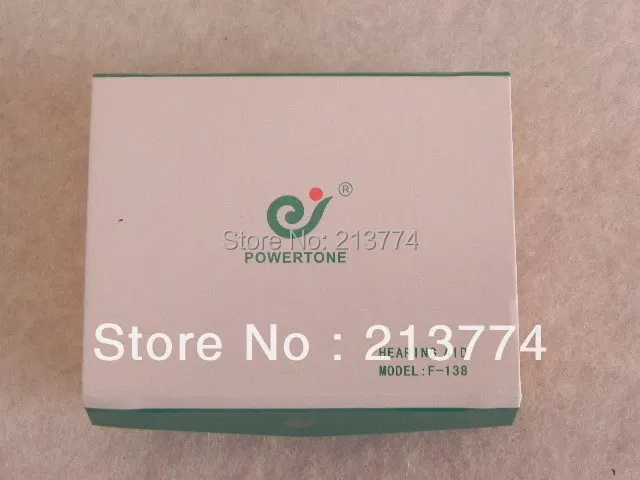 ®
Store No: 213774
POWERTONE
Store No : 213774
HEARING AID
MODEL:F-138